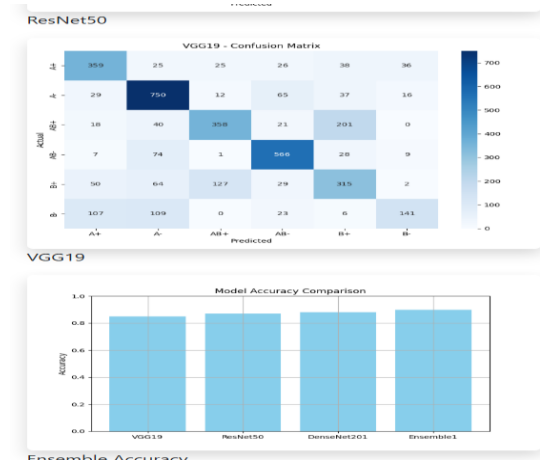 Predicted
ResNet50
VGG19 - Confusion Matrix
A+ 359 25 25 26 38 36
A- 29 750 12 65 37 16
AB+ 18 40 358 21 201 0
AB- 7 74 1 566 28 9
B+ 50 64 127 29 315 2
B- 107 109 0 23 6 141
A+ A- AB+ AB- B+ B-
Actual
Predicted
700
600
500
400
300
200
100
0
VGG19
Model Accuracy Comparison
1.0
0.8
0.6
0.4
0.2
0.0
Accuracy
VGG19 ResNet50 DenseNet201 Ensemble1
Ensemble Accuracy